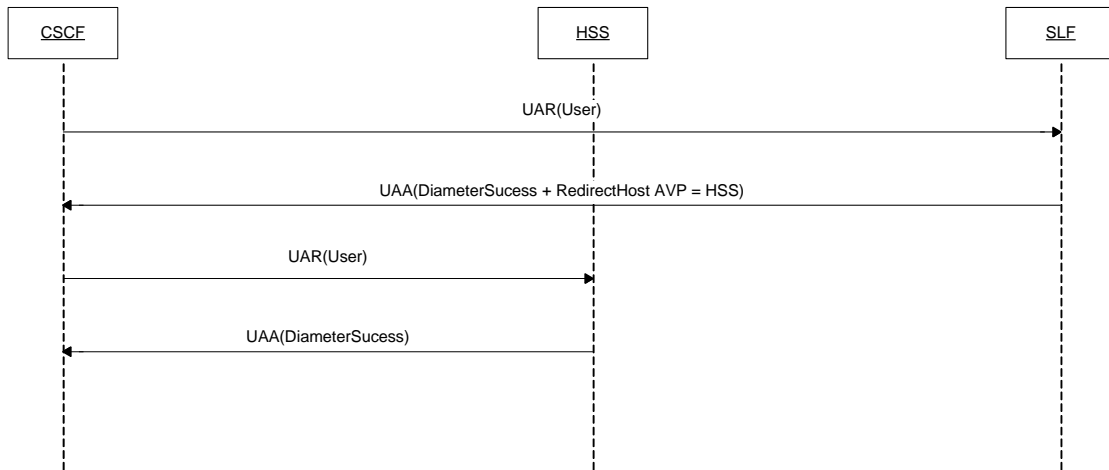 CSCF
HSS
SLF
UAR(User)
UAA(DiameterSucess + RedirectHost AVP = HSS)
UAR(User)
UAA(DiameterSucess)